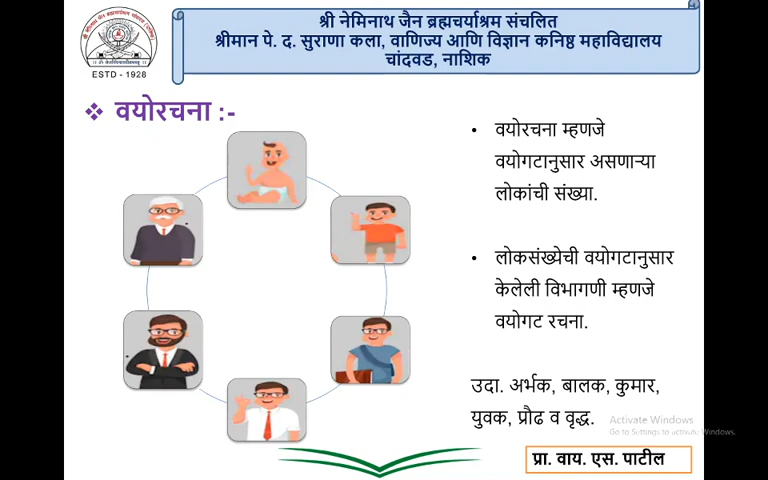 श्री नेमिनाथ जैन ब्रह्मचर्याश्रम संचलित
श्रीमान पे. द. सुराणा कला, वाणिज्य आणि विज्ञान कनिष्ठ महाविद्यालय
चांदवड, नाशिक
ESTD - 1928
❖ वयोरचना :-
• वयोरचना म्हणजे
वयोगटानुसार असणाऱ्या
लोकांची संख्या.
• लोकसंख्येची वयोगटानुसार
केलेली विभागणी म्हणजे
वयोगट रचना.
उदा. अर्भक, बालक, कुमार,
युवक, प्रौढ व वृद्ध.
Activate Windows
Go to Settings to activate Windows.
प्रा. वाय. एस. पाटील